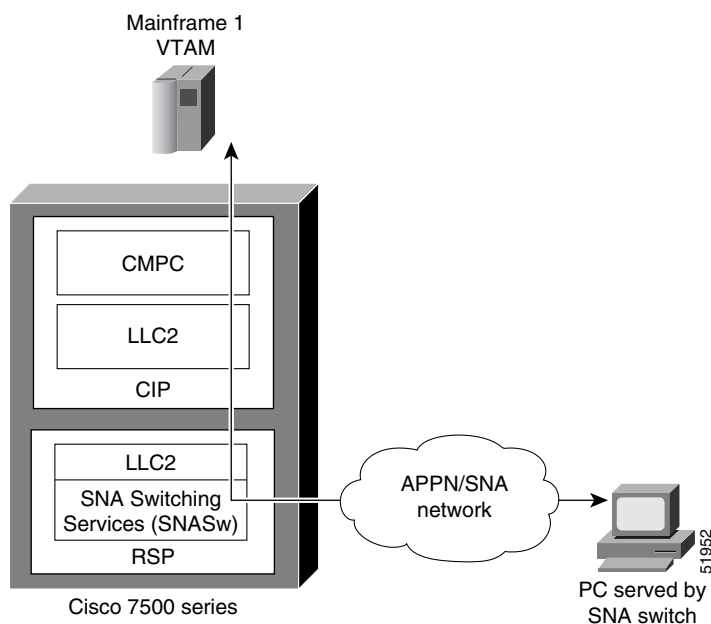 Mainframe 1
VTAM
CMPC
LLC2
CIP
LLC2
SNA Switching
Services (SNASw)
RSP
Cisco 7500 series
APPN/SNA
network
PC served by
SNA switch
51952